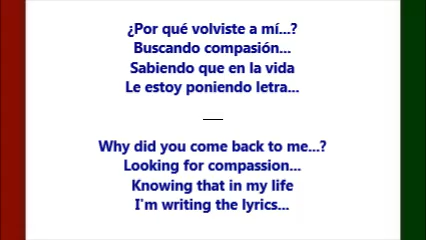 ¿Por qué volviste a mí...?
Buscando compasión...
Sabiendo que en la vida
Le estoy poniendo letra...
Why did you come back to me...?
Looking for compassion...
Knowing that in my life
I'm writing the lyrics...